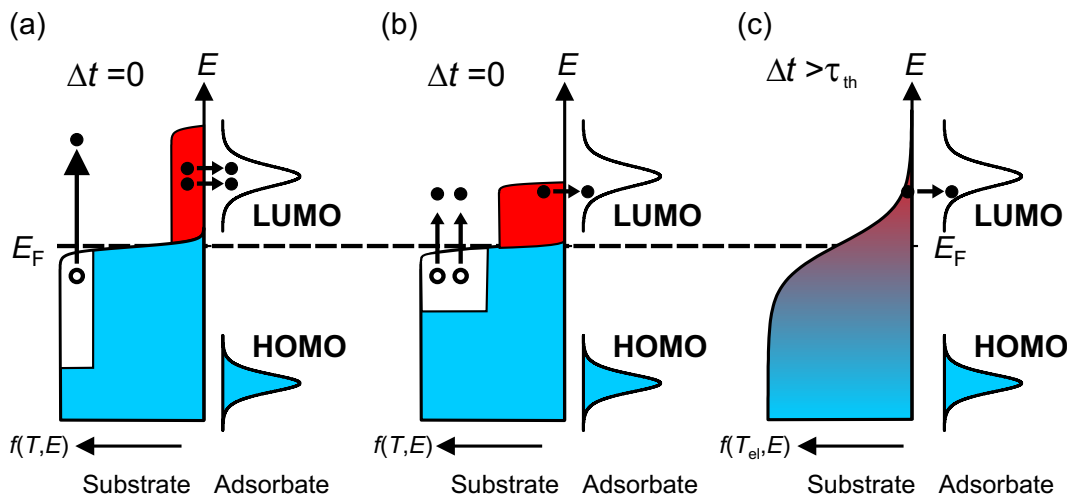 (a)
Δt =0
E
LUMO
E_F
HOMO
f(T,E)
Substrate Adsorbate
(b)
Δt =0
E
LUMO
HOMO
f(T,E)
Substrate Adsorbate
(c)
Δt >τ_th
E
LUMO
E_F
HOMO
f(T_el,E)
Substrate Adsorbate